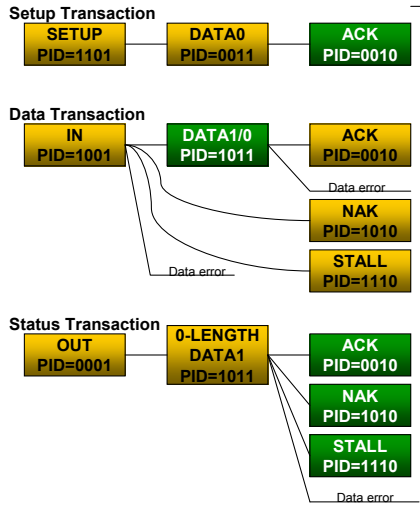 Setup Transaction
SETUP
PID=1101
DATA0
PID=0011
ACK
PID=0010
Data Transaction
IN
PID=1001
DATA1/0
PID=1011
ACK
PID=0010
Data error
NAK
PID=1010
STALL
PID=1110
Data error
Status Transaction
OUT
PID=0001
0-LENGTH
DATA1
PID=1011
ACK
PID=0010
NAK
PID=1010
STALL
PID=1110
Data error